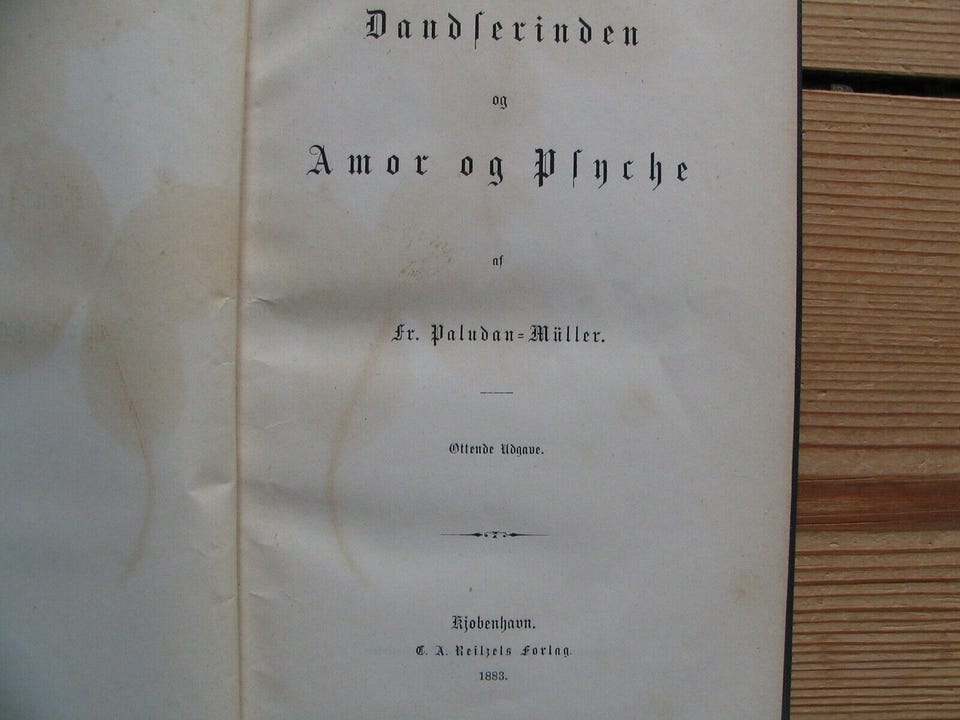 Dandſerinden
og
Amor og Pſyche
af
Fr. Paludan=Müller.
Ottende Udgave.
Kjøbenhavn.
C. A. Reitzels Forlag.
1883.